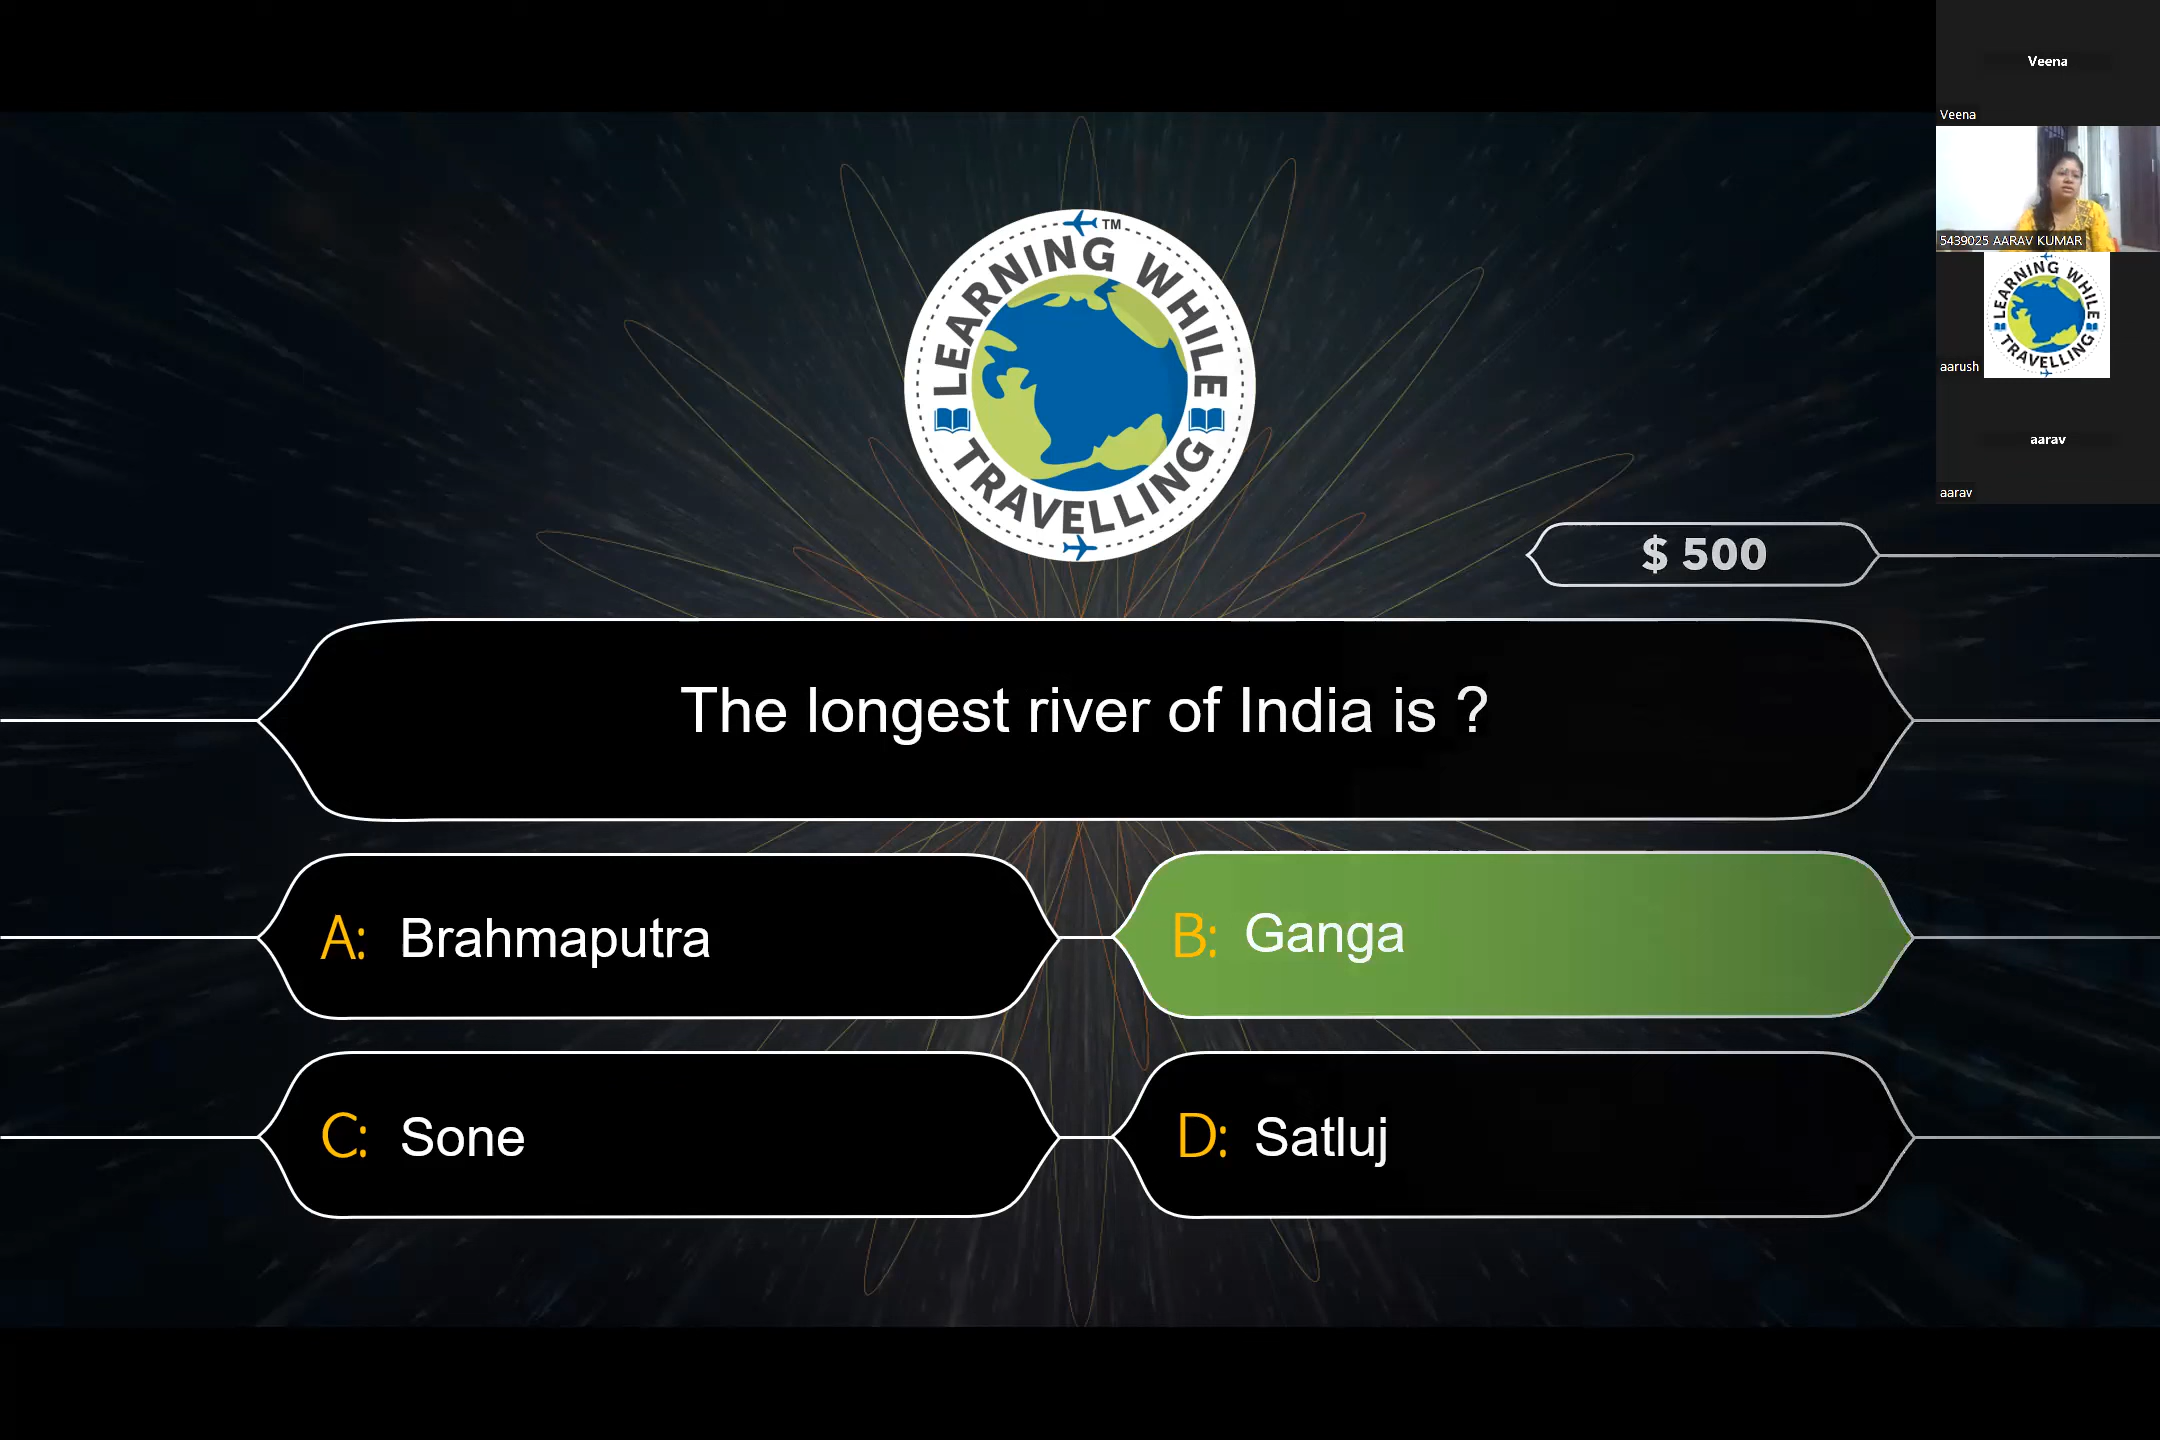 Veena
Veena
5439025 AARAV KUMAR
LEARNING WHILE
TRAVELLING
aarush
aarav
aarav
TM
LEARNING WHILE
TRAVELLING
$ 500
The longest river of India is ?
A: Brahmaputra
B: Ganga
C: Sone
D: Satluj